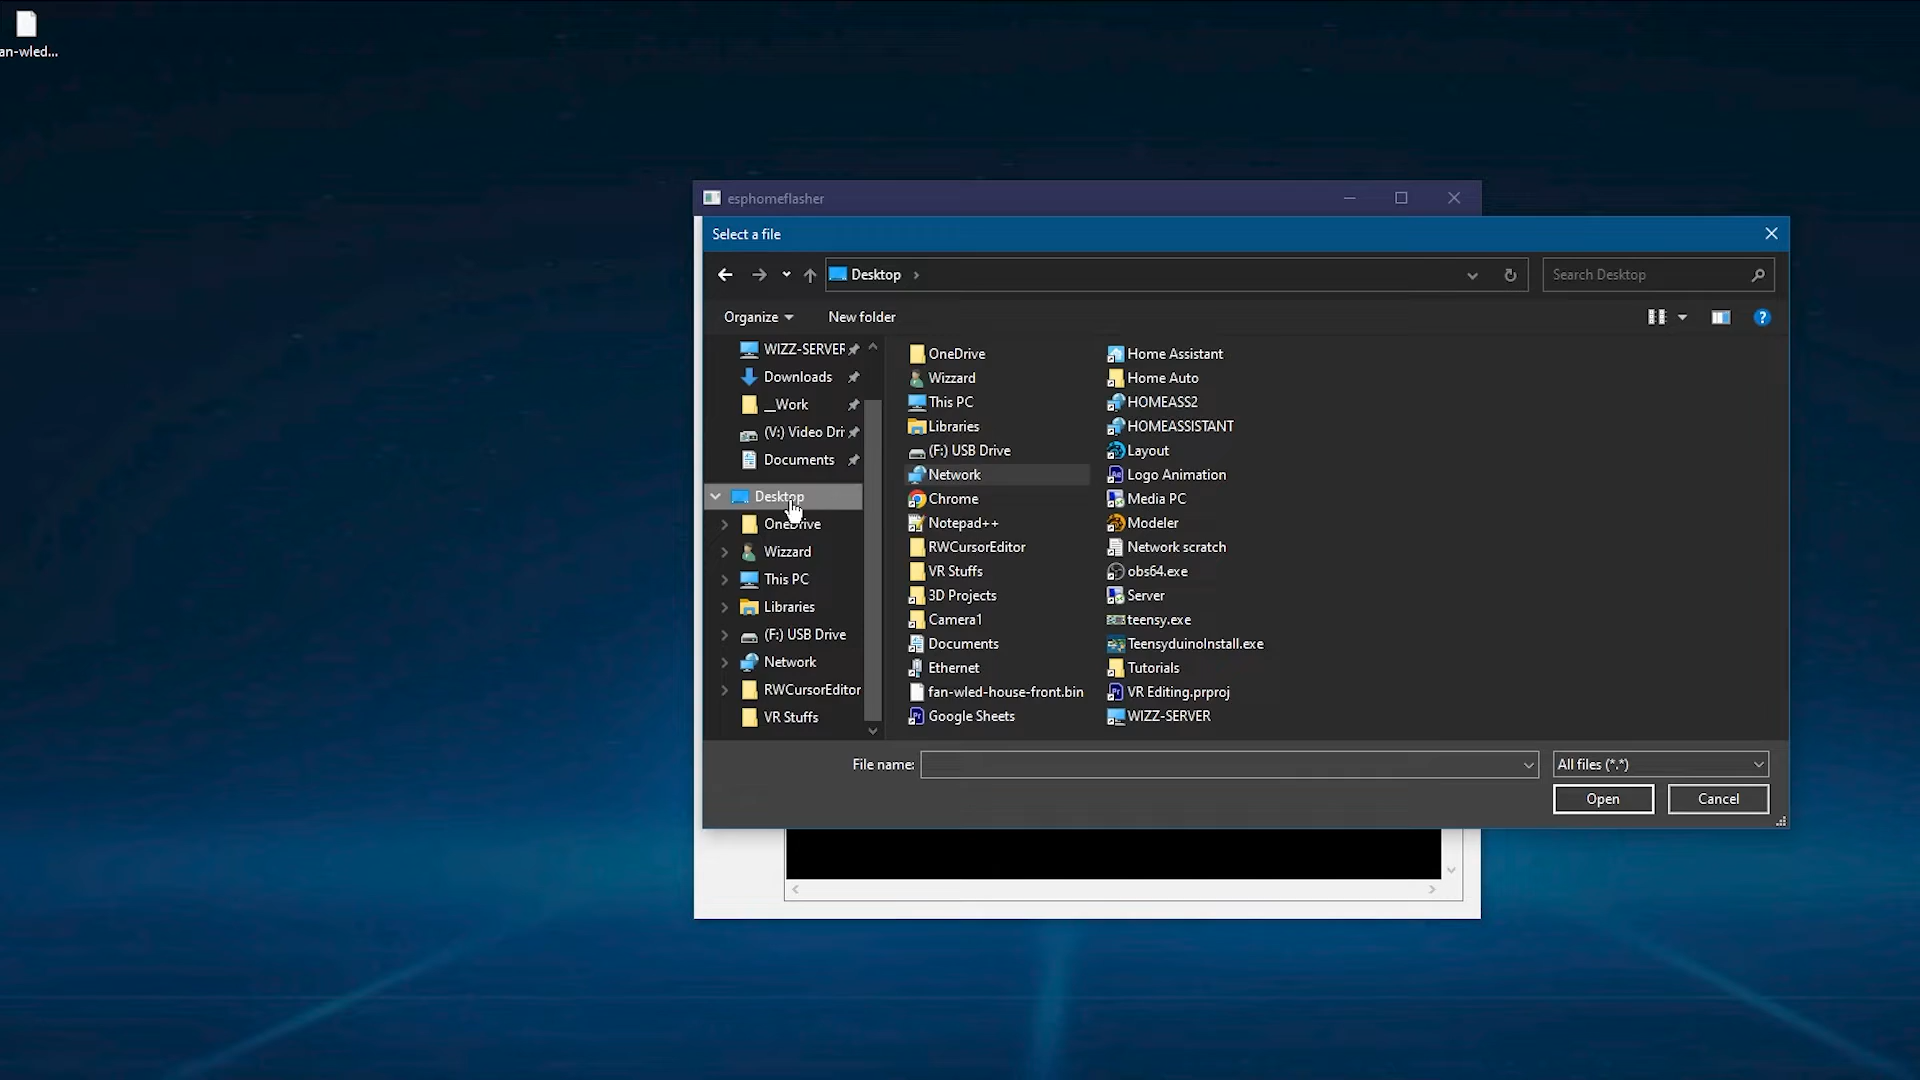 an-wled...
esphomeflasher
Select a file
Desktop
Search Desktop
Organize
New folder
WIZZ-SERVER
Downloads
__Work
(V:) Video Dri
Documents
Desktop
OneDrive
Wizzard
This PC
Libraries
(F:) USB Drive
Network
RWCursorEditor
VR Stuffs
OneDrive
Wizzard
This PC
Libraries
(F:) USB Drive
Network
Chrome
Notepad++
RWCursorEditor
VR Stuffs
3D Projects
Camera1
Documents
Ethernet
fan-wled-house-front.bin
Google Sheets
Home Assistant
Home Auto
HOMEASS2
HOMEASSISTANT
Layout
Logo Animation
Media PC
Modeler
Network scratch
obs64.exe
Server
teensy.exe
TeensyduinoInstall.exe
Tutorials
VR Editing.prproj
WIZZ-SERVER
File name:
All files (*.*)
Open
Cancel